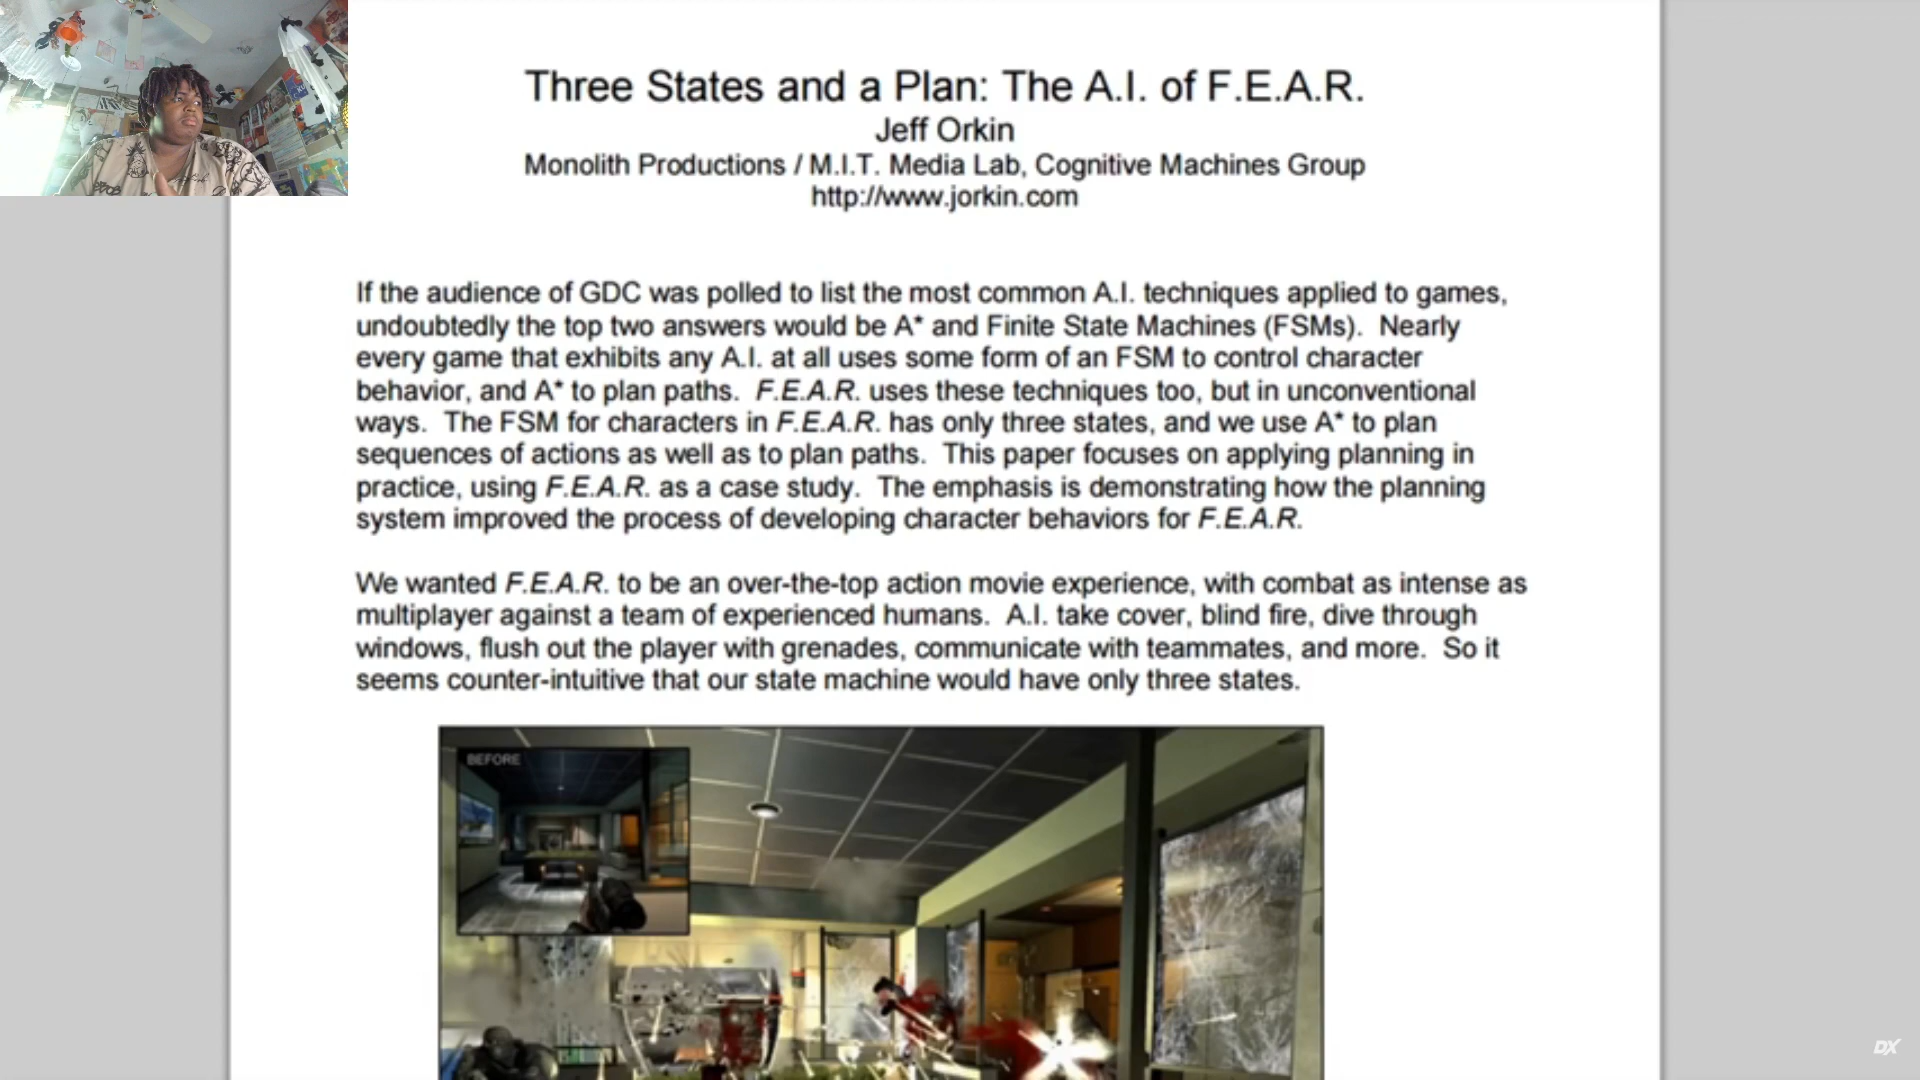 Three States and a Plan: The A.I. of F.E.A.R.
Jeff Orkin
Monolith Productions / M.I.T. Media Lab, Cognitive Machines Group
http://www.jorkin.com
If the audience of GDC was polled to list the most common A.I. techniques applied to games,
undoubtedly the top two answers would be A* and Finite State Machines (FSMs). Nearly
every game that exhibits any A.I. at all uses some form of an FSM to control character
behavior, and A* to plan paths. F.E.A.R. uses these techniques too, but in unconventional
ways. The FSM for characters in F.E.A.R. has only three states, and we use A* to plan
sequences of actions as well as to plan paths. This paper focuses on applying planning in
practice, using F.E.A.R. as a case study. The emphasis is demonstrating how the planning
system improved the process of developing character behaviors for F.E.A.R.
We wanted F.E.A.R. to be an over-the-top action movie experience, with combat as intense as
multiplayer against a team of experienced humans. A.I. take cover, blind fire, dive through
windows, flush out the player with grenades, communicate with teammates, and more. So it
seems counter-intuitive that our state machine would have only three states.
BEFORE
DX